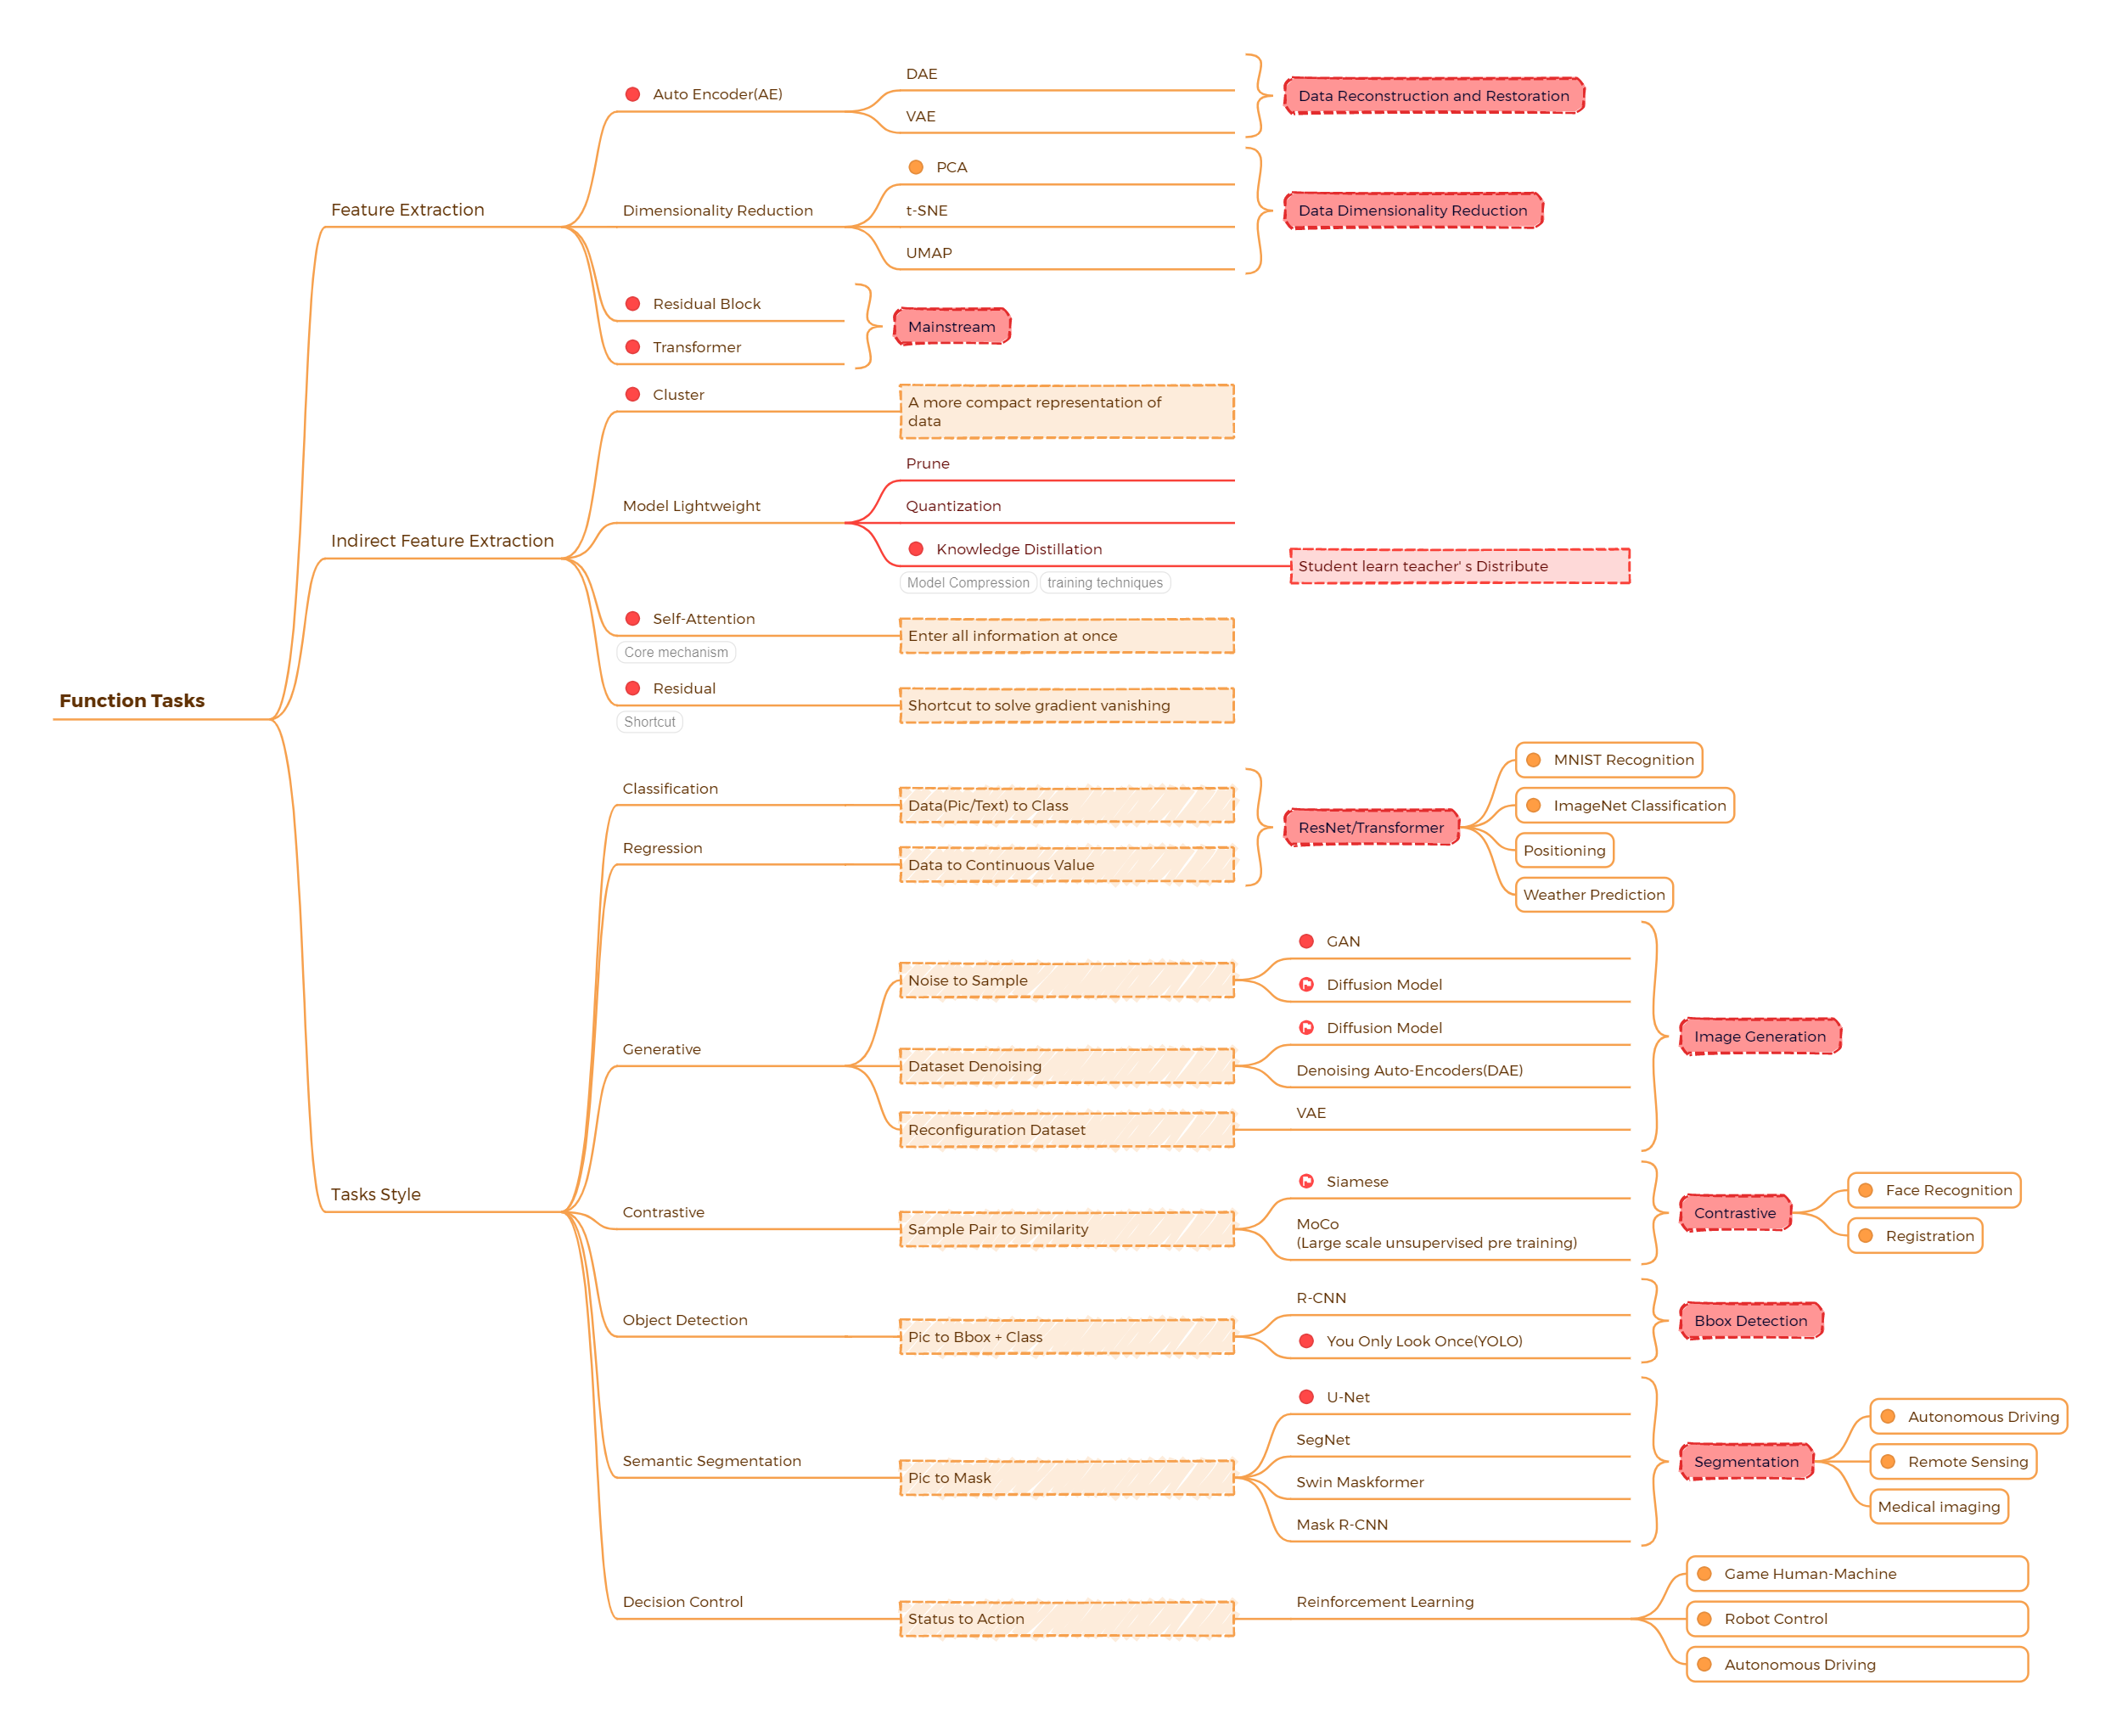 Function Tasks
Feature Extraction
Auto Encoder(AE)
DAE
VAE
Data Reconstruction and Restoration
Dimensionality Reduction
PCA
t-SNE
UMAP
Data Dimensionality Reduction
Residual Block
Transformer
Mainstream
Indirect Feature Extraction
Cluster
A more compact representation of
data
Model Lightweight
Prune
Quantization
Knowledge Distillation
Model Compression
training techniques
Student learn teacher' s Distribute
Self-Attention
Core mechanism
Enter all information at once
Residual
Shortcut
Shortcut to solve gradient vanishing
Tasks Style
Classification
Data(Pic/Text) to Class
Regression
Data to Continuous Value
ResNet/Transformer
MNIST Recognition
ImageNet Classification
Positioning
Weather Prediction
Generative
Noise to Sample
GAN
Diffusion Model
Dataset Denoising
Diffusion Model
Denoising Auto-Encoders(DAE)
Reconfiguration Dataset
VAE
Image Generation
Contrastive
Sample Pair to Similarity
Siamese
MoCo
(Large scale unsupervised pre training)
Contrastive
Face Recognition
Registration
Object Detection
Pic to Bbox + Class
R-CNN
You Only Look Once(YOLO)
Bbox Detection
Semantic Segmentation
Pic to Mask
U-Net
SegNet
Swin Maskformer
Mask R-CNN
Segmentation
Autonomous Driving
Remote Sensing
Medical imaging
Decision Control
Status to Action
Reinforcement Learning
Game Human-Machine
Robot Control
Autonomous Driving